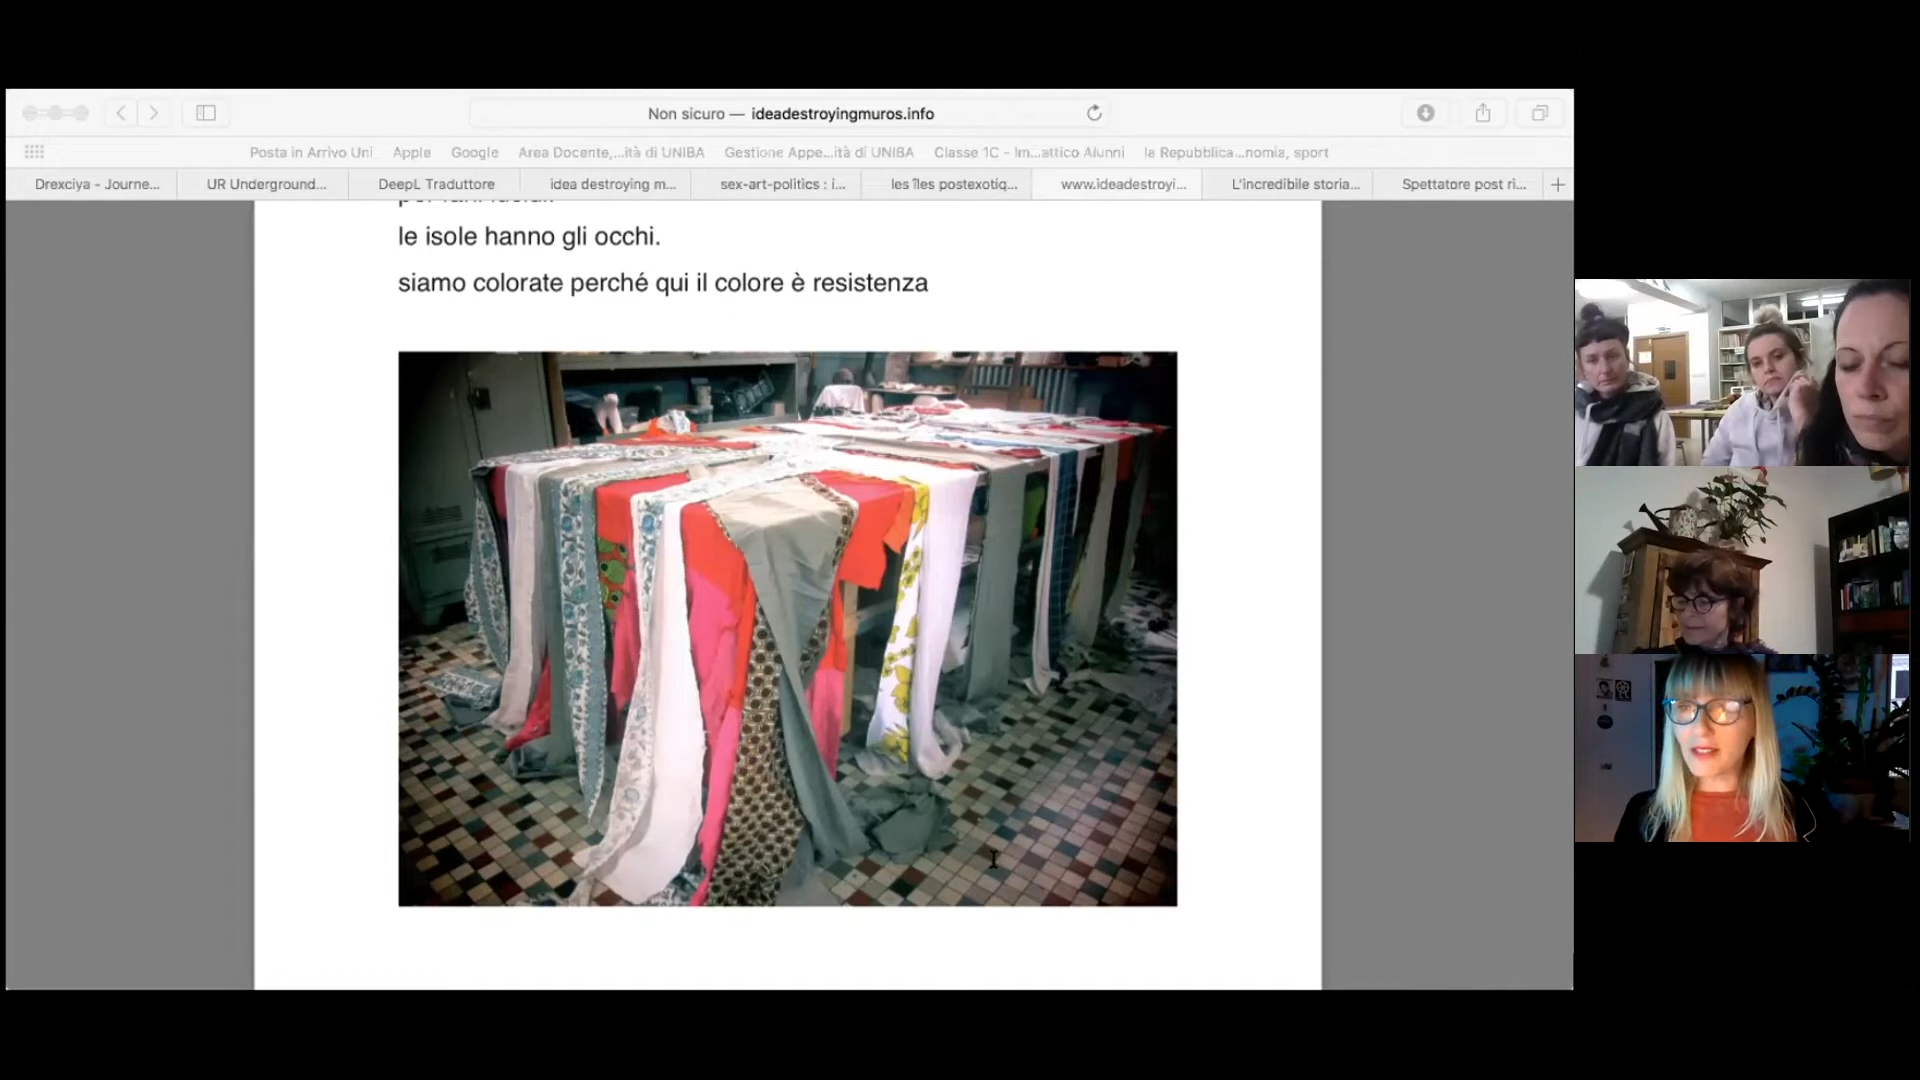 Non sicuro — ideadestroyingmuros.info
Posta in Arrivo Uni Apple Google Area Docente,...ità di UNIBA Gestione Appe...ità di UNIBA Classe 1C - Im...attico Alunni la Repubblica...nomia, sport
Drexciya - Journe... UR Underground... DeepL Traduttore idea destroying m... sex-art-politics : i... les îles postexotiq... www.ideadestroyi... L'incredibile storia... Spettatore post ri...
le isole hanno gli occhi.
siamo colorate perché qui il colore è resistenza